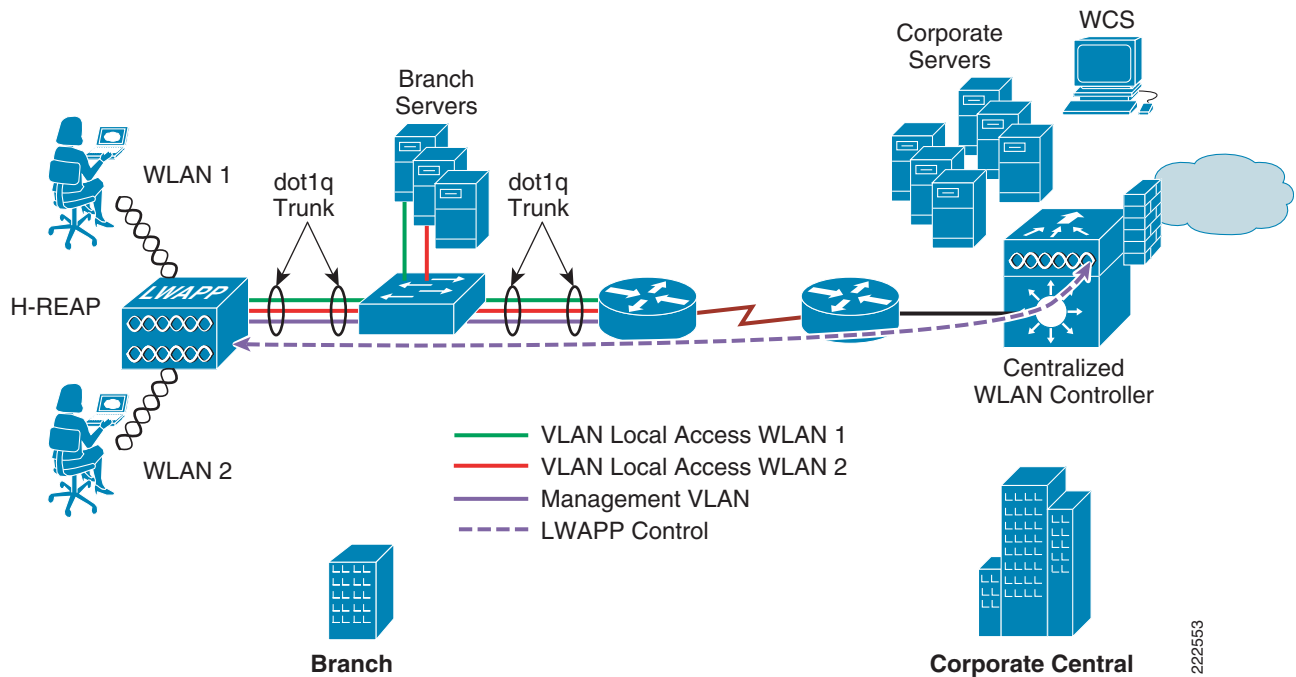 WCS
Corporate
Servers
Branch
Servers
WLAN 1
dot1q
Trunk
dot1q
Trunk
LWAPP
H-REAP
Centralized
WLAN Controller
VLAN Local Access WLAN 1
VLAN Local Access WLAN 2
Management VLAN
LWAPP Control
WLAN 2
Branch
Corporate Central
222553